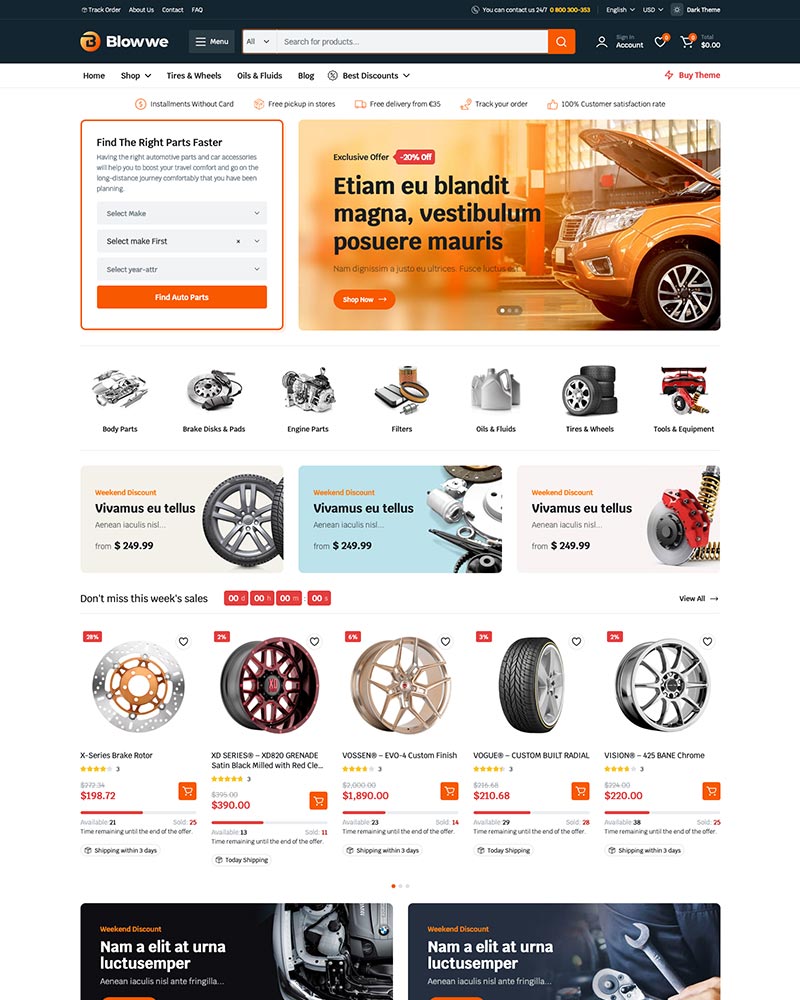 Track Order About Us Contact FAQ
You can contact us 24/7 0 800 300-353 English USD Dark Theme
Blowwe
Menu
All Search for products...
Sign In
Account
0
0
Total
$0.00
Home Shop Tires & Wheels Oils & Fluids Blog Best Discounts
Buy Theme
Installments Without Card Free pickup in stores Free delivery from €35 Track your order 100% Customer satisfaction rate
Find The Right Parts Faster
Having the right automotive parts and car accessories
will help you to boost your travel comfort and go on the
long-distance journey comfortably that you have been
planning.
Select Make
Select make First ×
Select year-attr
Find Auto Parts
Exclusive Offer -20% Off
Etiam eu blandit
magna, vestibulum
posuere mauris
Nam dignissim a justo eu ultrices. Fusce luctus est...
Shop Now
Body Parts Brake Disks & Pads Engine Parts Filters Oils & Fluids Tires & Wheels Tools & Equipment
Weekend Discount
Vivamus eu tellus
Aenean iaculis nisl...
from $ 249.99
Weekend Discount
Vivamus eu tellus
Aenean iaculis nisl...
from $ 249.99
Weekend Discount
Vivamus eu tellus
Aenean iaculis nisl...
from $ 249.99
Don't miss this week's sales 00 d 00 h 00 m : 00 s
View All
28%
X-Series Brake Rotor
3
$272.34
$198.72
Available: 21 Sold: 25
Time remaining until the end of the offer.
Shipping within 3 days
2%
XD
XD SERIES® – XD820 GRENADE
Satin Black Milled with Red Cle...
3
$395.00
$390.00
Available: 13 Sold: 11
Time remaining until the end of the offer.
Today Shipping
6%
VOSSEN® – EVO-4 Custom Finish
3
$2,000.00
$1,890.00
Available: 23 Sold: 14
Time remaining until the end of the offer.
Shipping within 3 days
3%
VOGUE® – CUSTOM BUILT RADIAL
3
$216.68
$210.68
Available: 29 Sold: 28
Time remaining until the end of the offer.
Today Shipping
2%
VISION® – 425 BANE Chrome
3
$224.00
$220.00
Available: 38 Sold: 25
Time remaining until the end of the offer.
Shipping within 3 days
Weekend Discount
Nam a elit at urna
luctusemper
Aenean iaculis nisl ante fringilla...
BMW
Weekend Discount
Nam a elit at urna
luctusemper
Aenean iaculis nisl ante fringilla...